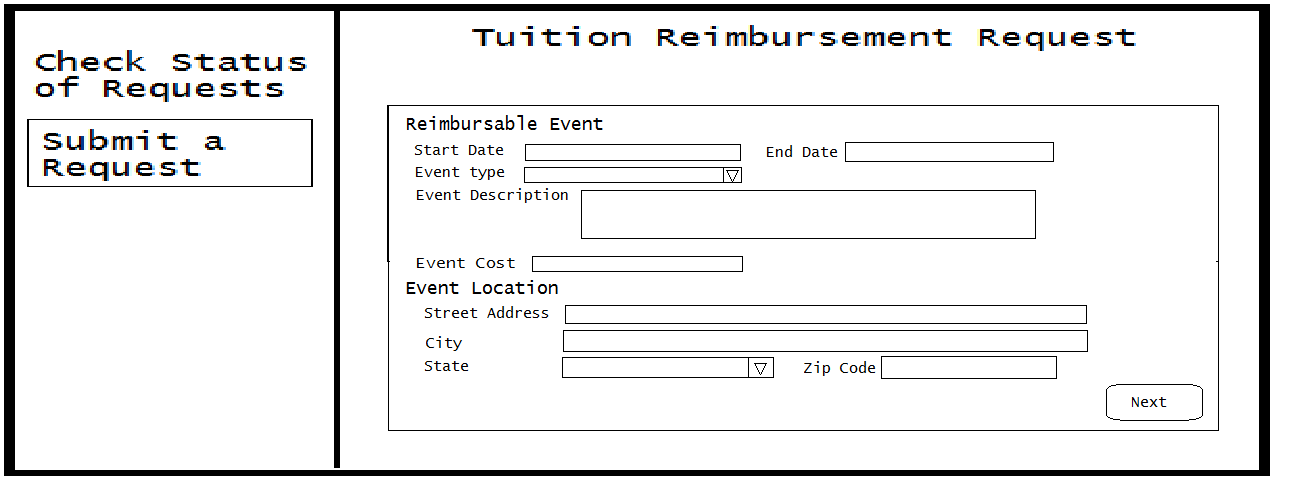 Check Status
of Requests
Submit a
Request
Tuition Reimbursement Request
Reimbursable Event
Start Date
End Date
Event type
Event Description
Event Cost
Event Location
Street Address
City
State
Zip Code
Next